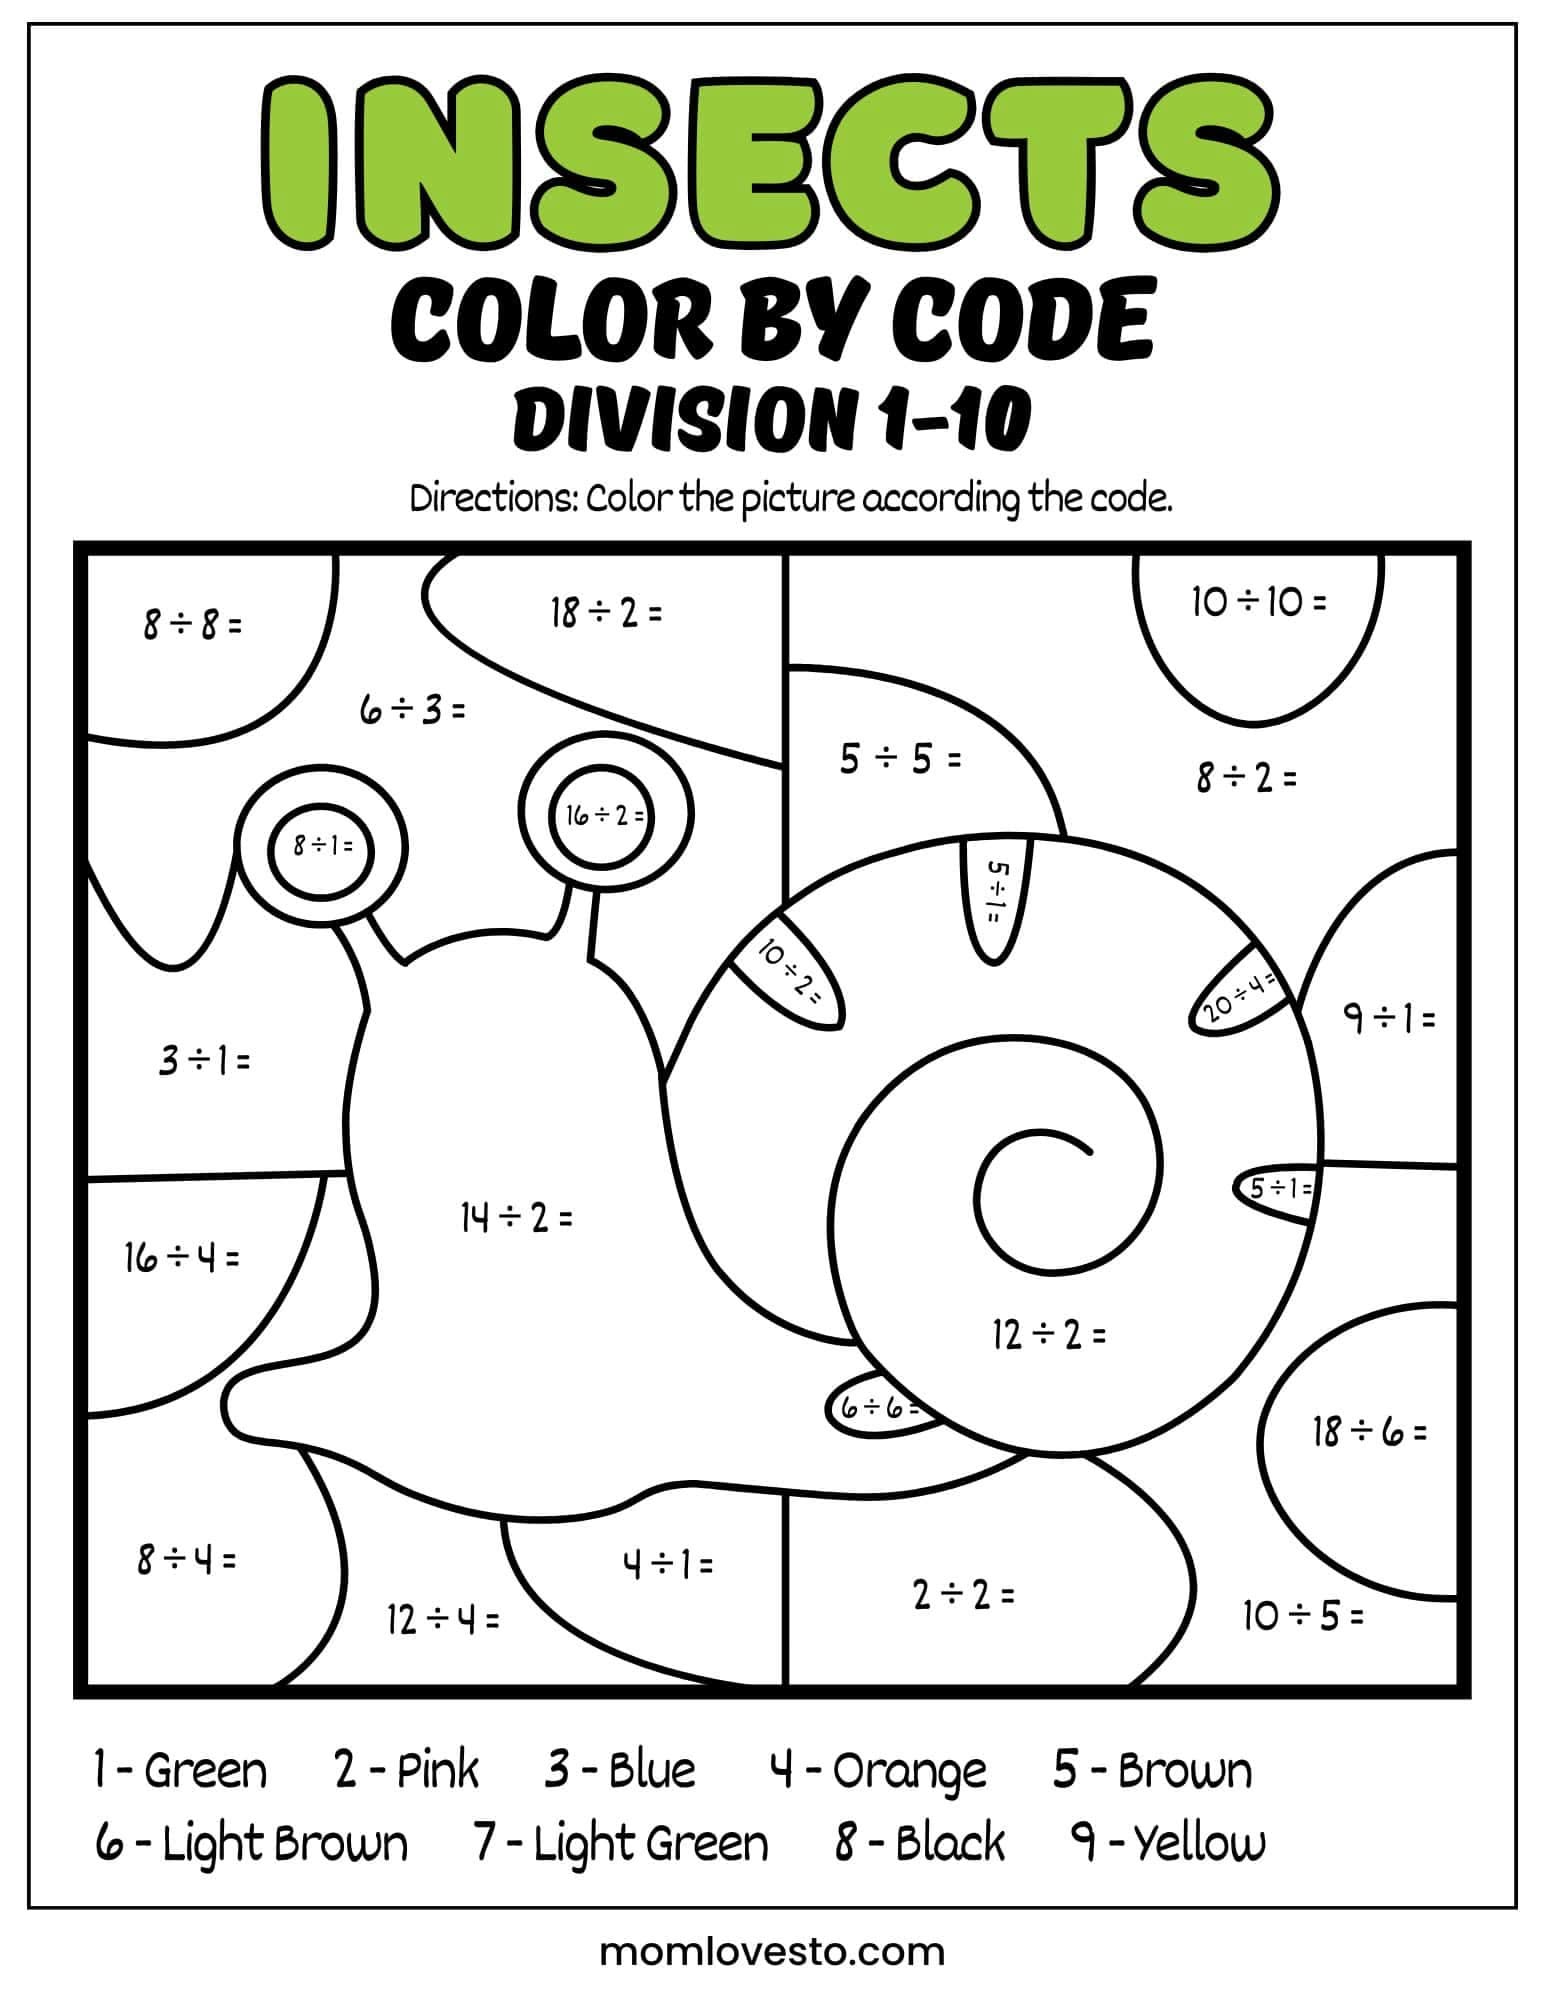 INSECTS
COLOR BY CODE
DIVISION 1-10
Directions: Color the picture according the code.
8 ÷ 8 =
18 ÷ 2 =
10 ÷ 10 =
6 ÷ 3 =
5 ÷ 5 =
8 ÷ 2 =
16 ÷ 2 =
8 ÷ 1 =
5 ÷ 1 =
10 ÷ 2 =
20 ÷ 4 =
9 ÷ 1 =
3 ÷ 1 =
5 ÷ 1 =
14 ÷ 2 =
16 ÷ 4 =
12 ÷ 2 =
6 ÷ 6 =
18 ÷ 6 =
8 ÷ 4 =
4 ÷ 1 =
2 ÷ 2 =
12 ÷ 4 =
10 ÷ 5 =
1 - Green 2 - Pink 3 - Blue 4 - Orange 5 - Brown
6 - Light Brown 7 - Light Green 8 - Black 9 - Yellow
momlovesto.com